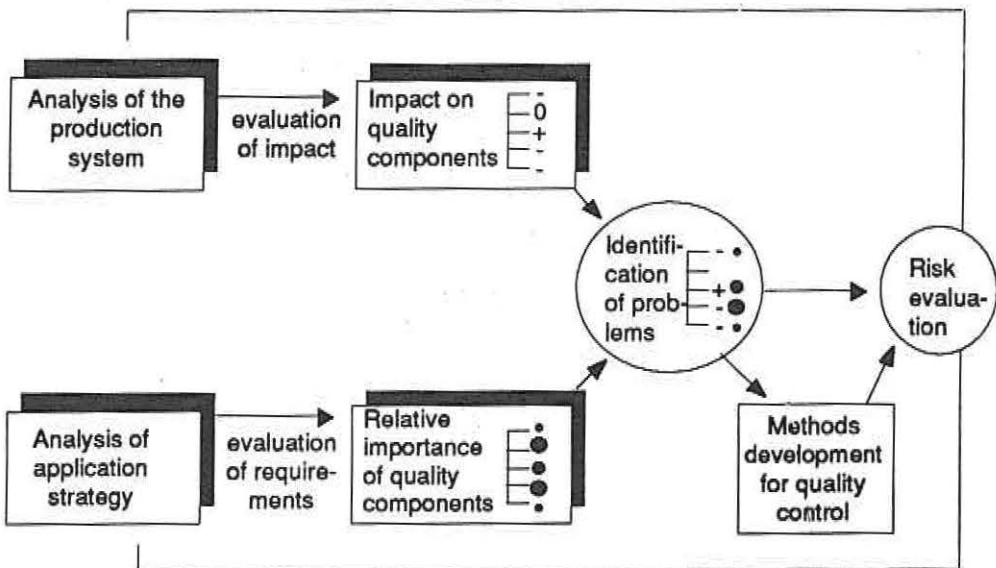 Analysis of the
production
system
evaluation
of impact
Impact on
quality
components
-
0
+
-
-
Identifi-
cation
of prob-
lems
-
+
-
-
Risk
evalua-
tion
Analysis of
application
strategy
evaluation
of require-
ments
Relative
importance
of quality
components
Methods
development
for quality
control